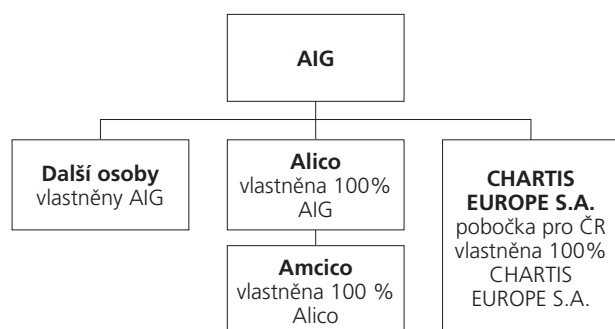 AIG
Další osoby
vlastněny AIG
Alico
vlastněna 100%
AIG
Amcico
vlastněna 100 %
Alico
CHARTIS
EUROPE S.A.
pobočka pro ČR
vlastněna 100%
CHARTIS
EUROPE S.A.